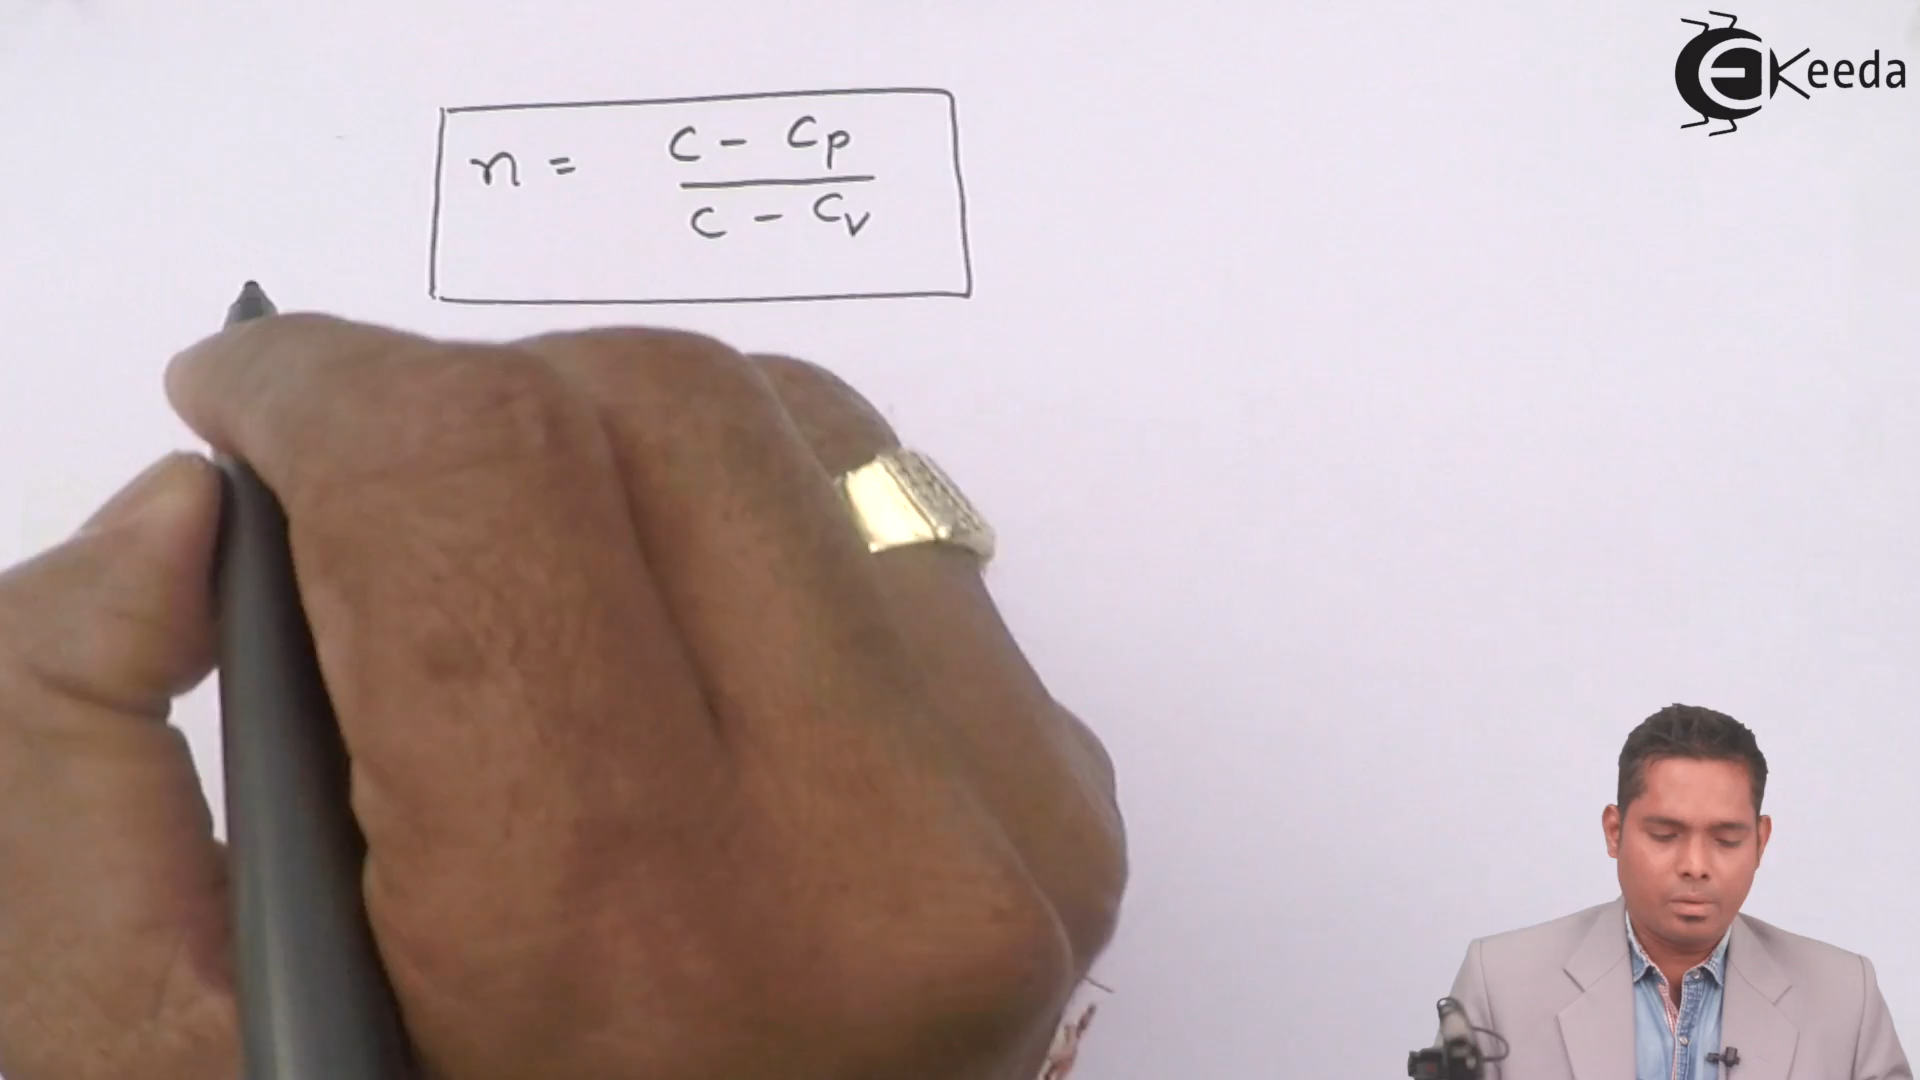 n = C - Cp
C - Cv
Keeda